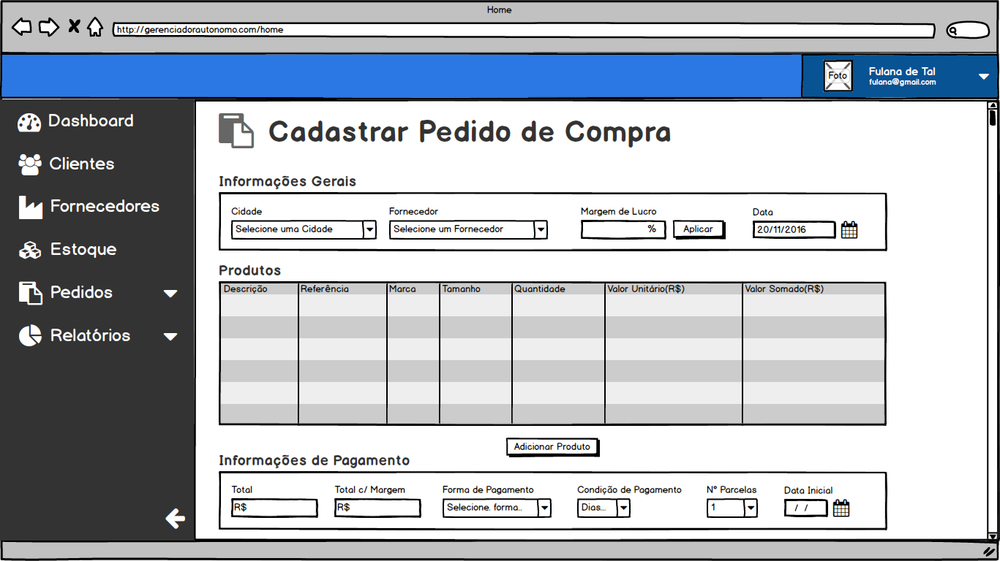 Home
http://gerenciadorautonomo.com/home
Foto
Fulana de Tal
fulana@gmail.com
Dashboard
Clientes
Fornecedores
Estoque
Pedidos
Relatórios
Cadastrar Pedido de Compra
Informações Gerais
Cidade Fornecedor Margem de Lucro Data
Selecione uma Cidade Selecione um Fornecedor % Aplicar 20/11/2016
Produtos
Descrição Referência Marca Tamanho Quantidade Valor Unitário(R$) Valor Somado(R$)
Adicionar Produto
Informações de Pagamento
Total Total c/ Margem Forma de Pagamento Condição de Pagamento Nº Parcelas Data Inicial
R$ R$ Selecione. forma.. Dias... 1 / /